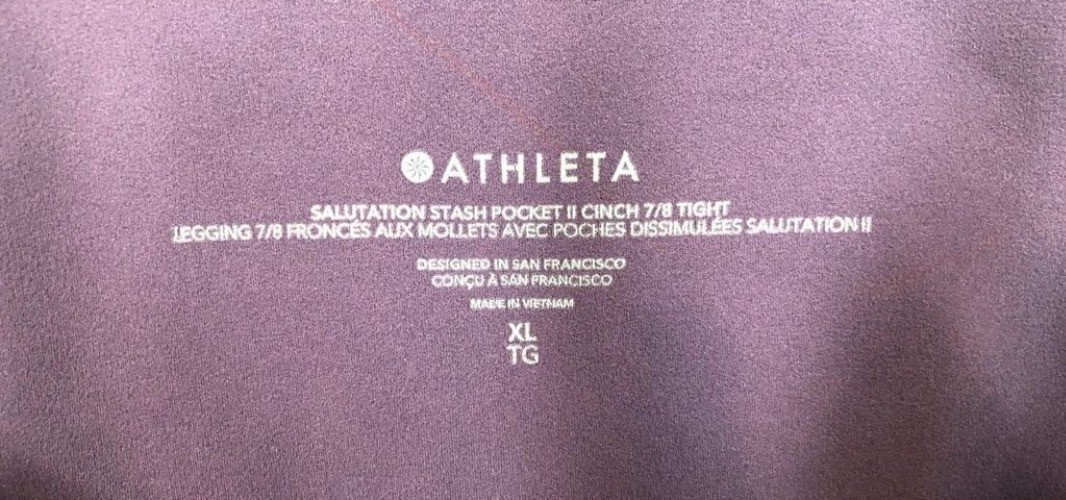 ATHLETA
SALUTATION STASH POCKET II CINCH 7/8 TIGHT
LEGGING 7/8 FRONCÉS AUX MOLLETS AVEC POCHES DISSIMULÉES SALUTATION II
DESIGNED IN SAN FRANCISCO
CONÇU À SAN FRANCISCO
MADE IN VIETNAM
XL
TG